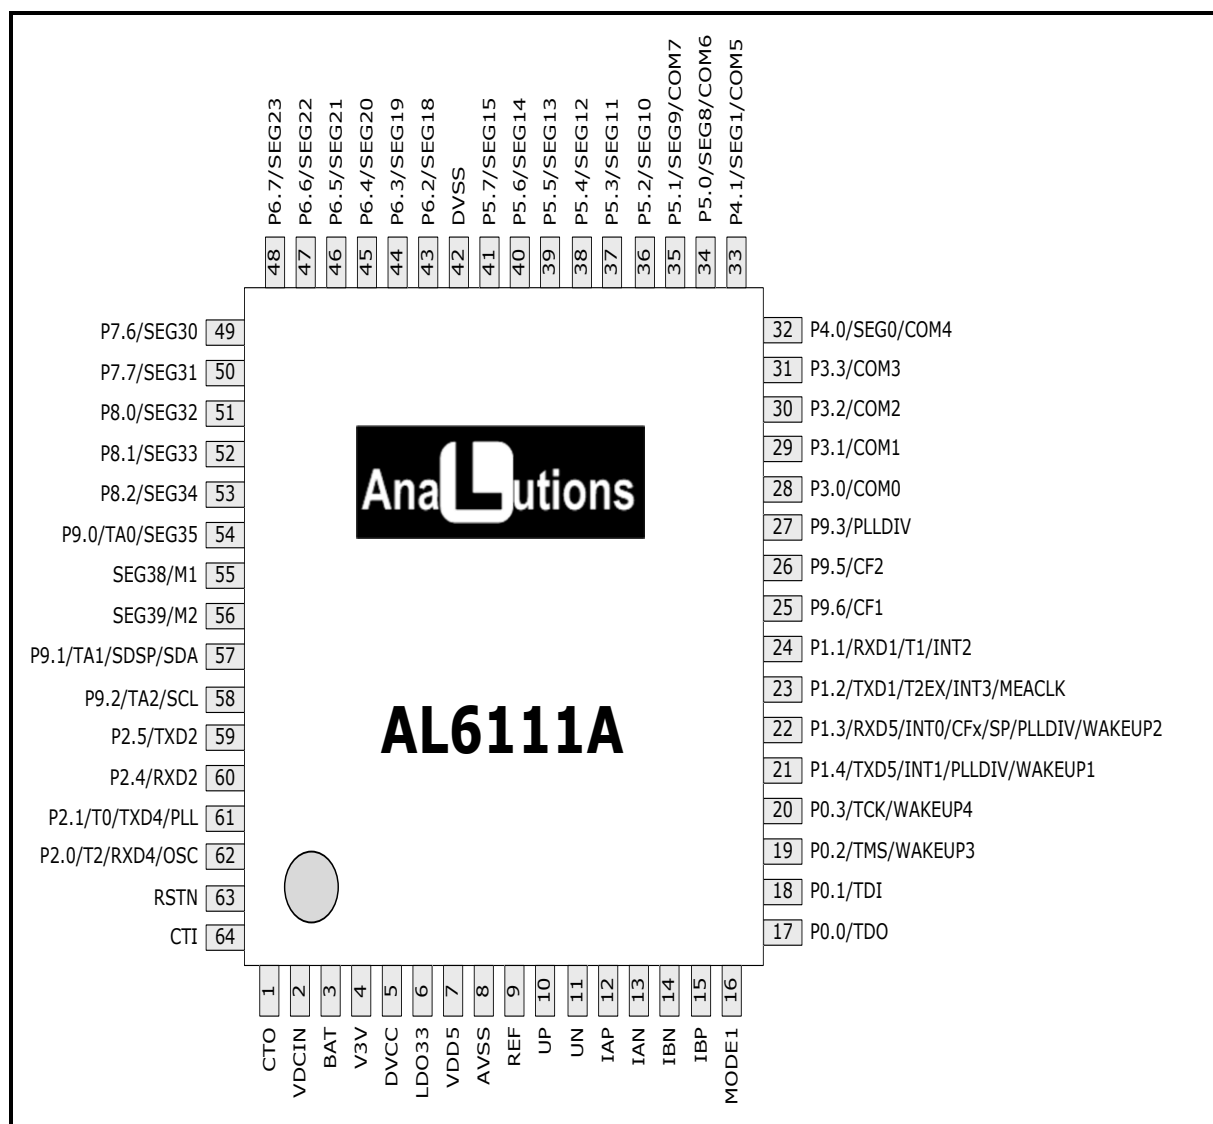 P6.7/SEG23
P6.6/SEG22
P6.5/SEG21
P6.4/SEG20
P6.3/SEG19
P6.2/SEG18
DVSS
P5.7/SEG15
P5.6/SEG14
P5.5/SEG13
P5.4/SEG12
P5.3/SEG11
P5.2/SEG10
P5.1/SEG9/COM7
P5.0/SEG8/COM6
P4.1/SEG1/COM5
48
47
46
45
44
43
42
41
40
39
38
37
36
35
34
33
P7.6/SEG30 49
P7.7/SEG31 50
P8.0/SEG32 51
P8.1/SEG33 52
P8.2/SEG34 53
P9.0/TA0/SEG35 54
SEG38/M1 55
SEG39/M2 56
P9.1/TA1/SDSP/SDA 57
P9.2/TA2/SCL 58
P2.5/TXD2 59
P2.4/RXD2 60
P2.1/T0/TXD4/PLL 61
P2.0/T2/RXD4/OSC 62
RSTN 63
CTI 64
AnaLutions
AL6111A
32 P4.0/SEG0/COM4
31 P3.3/COM3
30 P3.2/COM2
29 P3.1/COM1
28 P3.0/COM0
27 P9.3/PLLDIV
26 P9.5/CF2
25 P9.6/CF1
24 P1.1/RXD1/T1/INT2
23 P1.2/TXD1/T2EX/INT3/MEACLK
22 P1.3/RXD5/INT0/CFx/SP/PLLDIV/WAKEUP2
21 P1.4/TXD5/INT1/PLLDIV/WAKEUP1
20 P0.3/TCK/WAKEUP4
19 P0.2/TMS/WAKEUP3
18 P0.1/TDI
17 P0.0/TDO
1
2
3
4
5
6
7
8
9
10
11
12
13
14
15
16
CTO
VDCIN
BAT
V3V
DVCC
LDO33
VDD5
AVSS
REF
UP
UN
IAP
IAN
IBN
IBP
MODE1